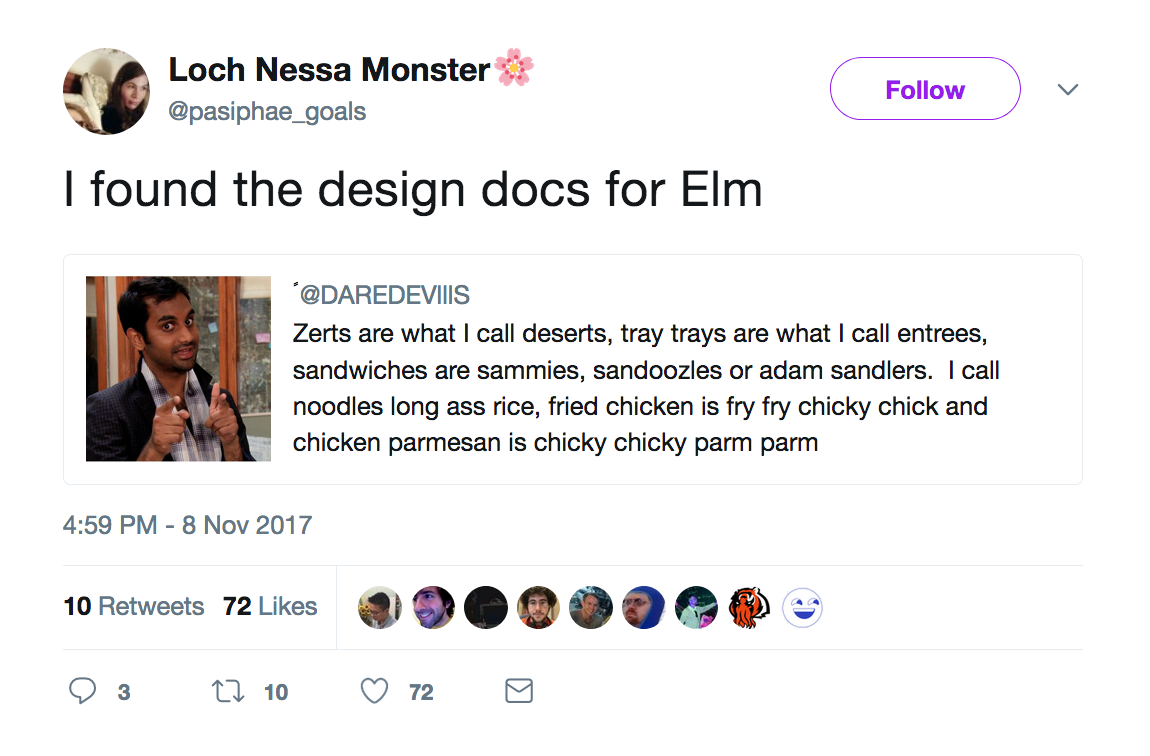 Loch Nessa Monster🌸
@pasiphae_goals
Follow
I found the design docs for Elm
@DAREDEVIIIS
Zerts are what I call deserts, tray trays are what I call entrees,
sandwiches are sammies, sandoozles or adam sandlers.  I call
noodles long ass rice, fried chicken is fry fry chicky chick and
chicken parmesan is chicky chicky parm parm
4:59 PM - 8 Nov 2017
10 Retweets 72 Likes
3 10 72